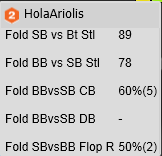 2 HolaAriolis
Fold SB vs Bt Stl 89
Fold BB vs SB Stl 78
Fold BBvsSB CB 60%(5)
Fold BBvsSB DB -
Fold SBvsBB Flop R 50%(2)